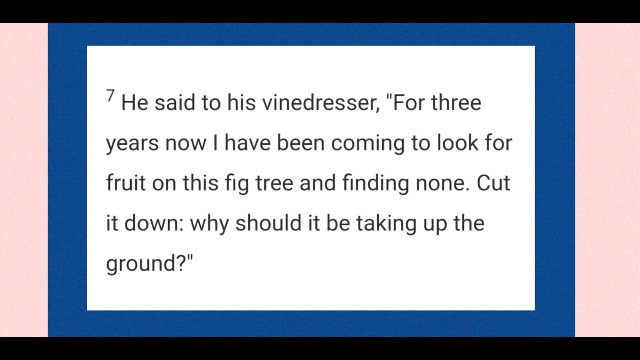 7 He said to his vinedresser, "For three
years now I have been coming to look for
fruit on this fig tree and finding none. Cut
it down: why should it be taking up the
ground?"